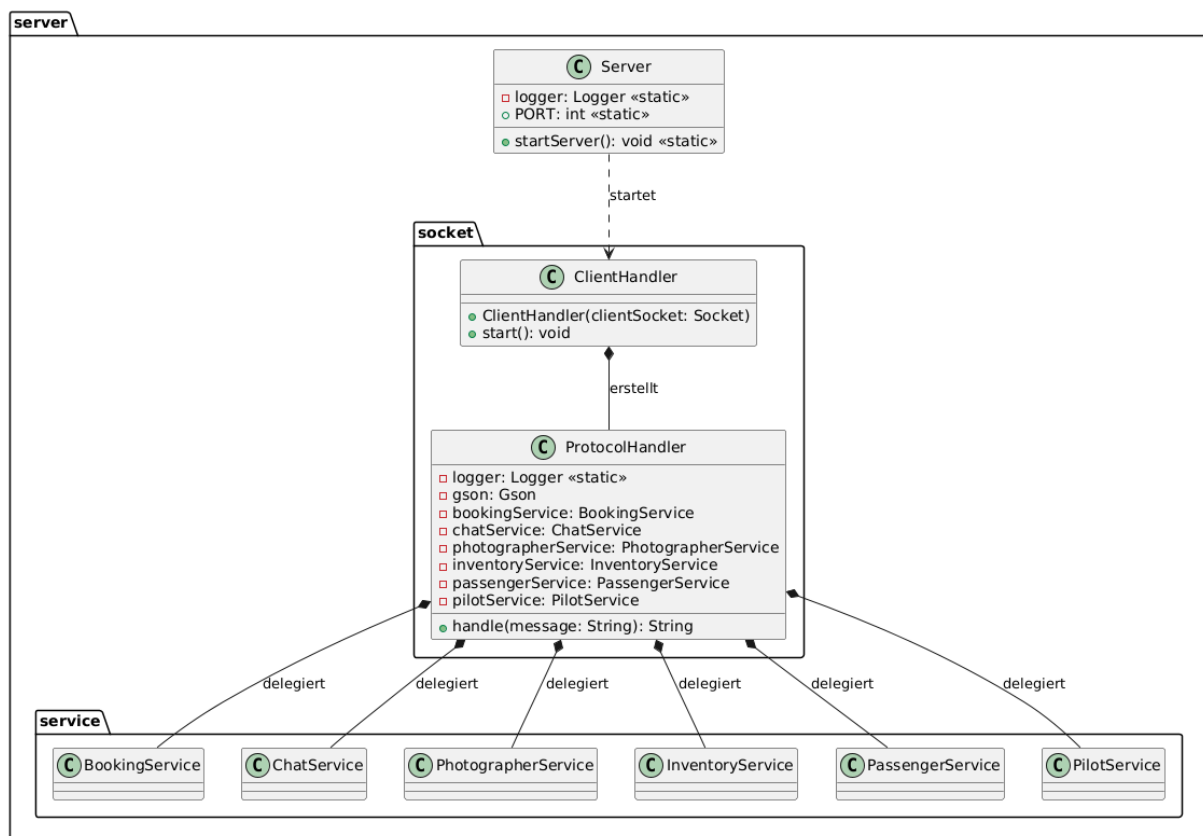 server
C Server
logger: Logger «static»
PORT: int «static»
startServer(): void «static»
startet
socket
C ClientHandler
ClientHandler(clientSocket: Socket)
start(): void
erstellt
C ProtocolHandler
logger: Logger «static»
gson: Gson
bookingService: BookingService
chatService: ChatService
photographerService: PhotographerService
inventoryService: InventoryService
passengerService: PassengerService
pilotService: PilotService
handle(message: String): String
delegiert delegiert delegiert delegiert delegiert delegiert
service
C BookingService C ChatService C PhotographerService C InventoryService C PassengerService C PilotService